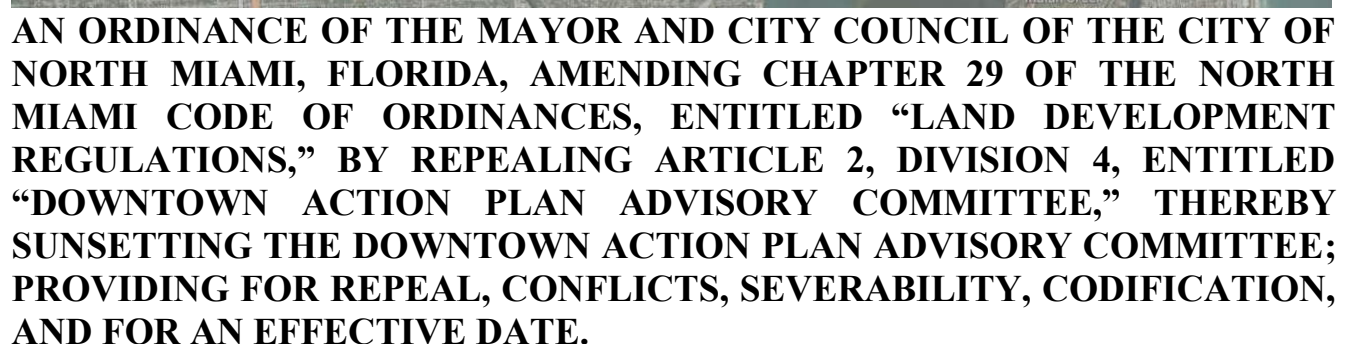 AN ORDINANCE OF THE MAYOR AND CITY COUNCIL OF THE CITY OF
NORTH MIAMI, FLORIDA, AMENDING CHAPTER 29 OF THE NORTH
MIAMI CODE OF ORDINANCES, ENTITLED “LAND DEVELOPMENT
REGULATIONS,” BY REPEALING ARTICLE 2, DIVISION 4, ENTITLED
“DOWNTOWN ACTION PLAN ADVISORY COMMITTEE,” THEREBY
SUNSETTING THE DOWNTOWN ACTION PLAN ADVISORY COMMITTEE;
PROVIDING FOR REPEAL, CONFLICTS, SEVERABILITY, CODIFICATION,
AND FOR AN EFFECTIVE DATE.